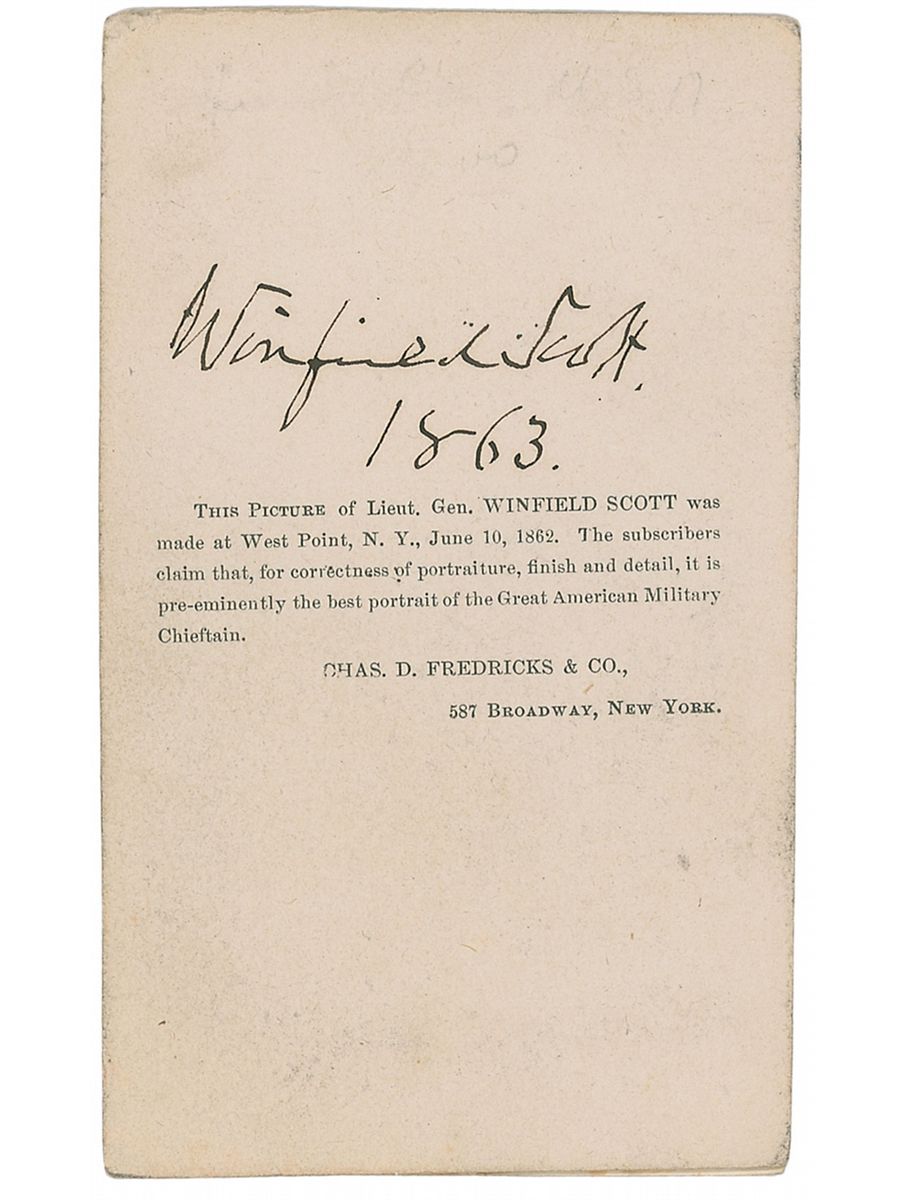 Winfield Scott.
1863.
THIS PICTURE of Lieut. Gen. WINFIELD SCOTT was
made at West Point, N. Y., June 10, 1862. The subscribers
claim that, for correctness of portraiture, finish and detail, it is
pre-eminently the best portrait of the Great American Military
Chieftain.
CHAS. D. FREDRICKS & CO.,
587 BROADWAY, NEW YORK.